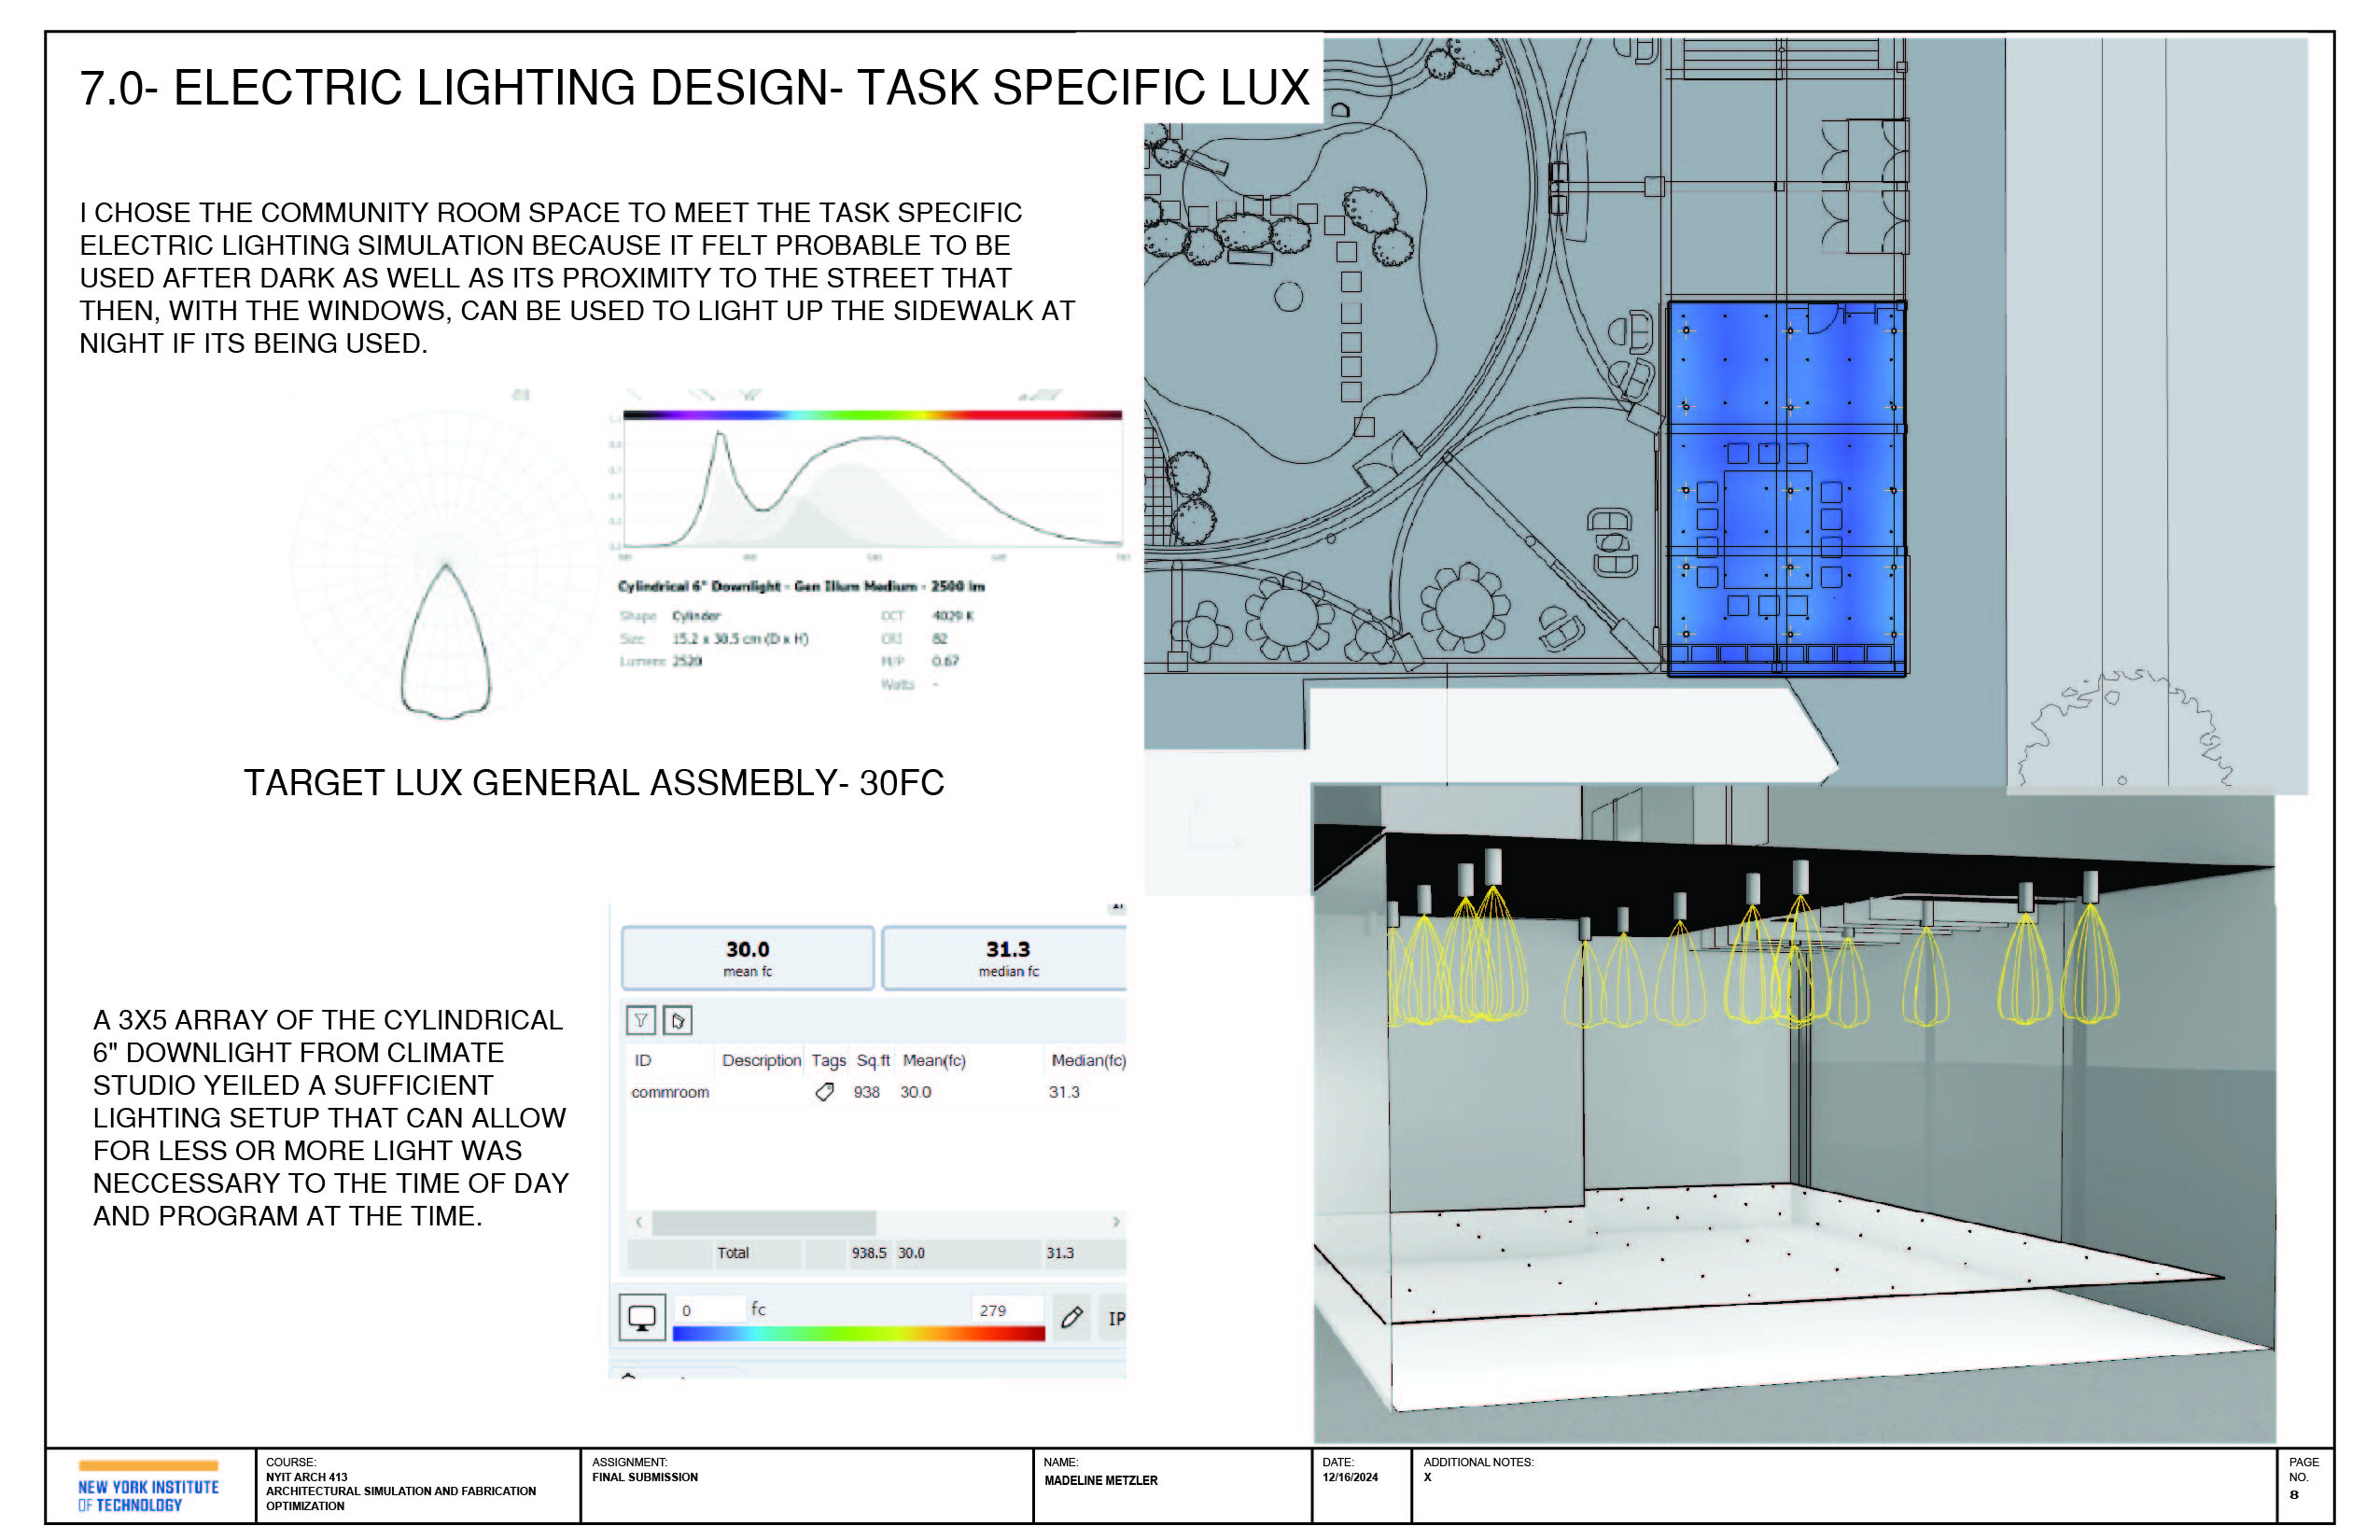 7.0- ELECTRIC LIGHTING DESIGN- TASK SPECIFIC LUX
I CHOSE THE COMMUNITY ROOM SPACE TO MEET THE TASK SPECIFIC
ELECTRIC LIGHTING SIMULATION BECAUSE IT FELT PROBABLE TO BE
USED AFTER DARK AS WELL AS ITS PROXIMITY TO THE STREET THAT
THEN, WITH THE WINDOWS, CAN BE USED TO LIGHT UP THE SIDEWALK AT
NIGHT IF ITS BEING USED.
Cylindrical 6" Downlight - Gen Illum Medium - 2500 lm
Shape Cylinder CCT 4029 K
Size 15.2 x 30.5 cm (D x H) CRI 82
Lumens 2520 M/P 0.67
Watts -
TARGET LUX GENERAL ASSMEBLY- 30FC
A 3X5 ARRAY OF THE CYLINDRICAL
6" DOWNLIGHT FROM CLIMATE
STUDIO YEILED A SUFFICIENT
LIGHTING SETUP THAT CAN ALLOW
FOR LESS OR MORE LIGHT WAS
NECCESSARY TO THE TIME OF DAY
AND PROGRAM AT THE TIME.
30.0 31.3
mean fc median fc
ID Description Tags Sq.ft Mean(fc) Median(fc)
commroom 938 30.0 31.3
Total 938.5 30.0 31.3
0 fc 279
IP
NEW YORK INSTITUTE
OF TECHNOLOGY
COURSE:
NYIT ARCH 413
ARCHITECTURAL SIMULATION AND FABRICATION
OPTIMIZATION
ASSIGNMENT:
FINAL SUBMISSION
NAME:
MADELINE METZLER
DATE:
12/16/2024
ADDITIONAL NOTES:
X
PAGE
NO.
8